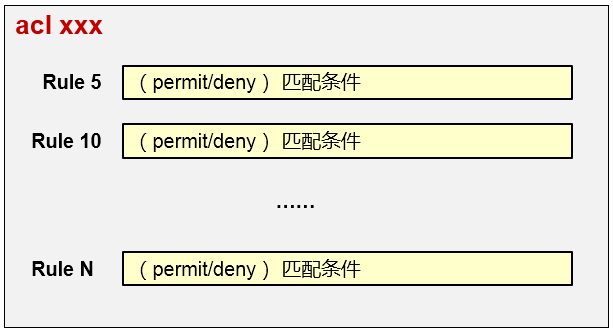 acl xxx
Rule 5 （permit/deny） 匹配条件
Rule 10 （permit/deny） 匹配条件
……
Rule N （permit/deny） 匹配条件